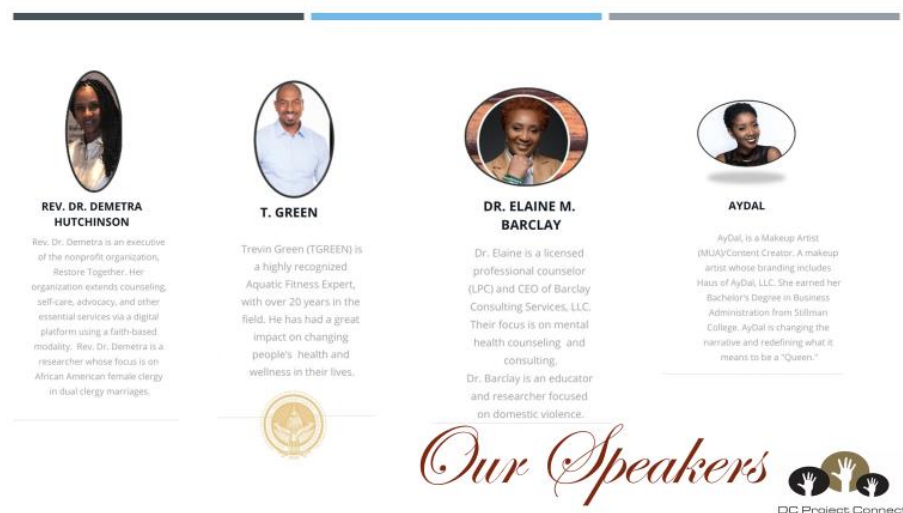 REV. DR. DEMETRA
HUTCHINSON
Rev. Dr. Demetra is an executive
of the nonprofit organization,
Restore Together. Her
organization extends counseling,
self-care, advocacy, and other
essential services via a digital
platform using a faith-based
modality. Rev. Dr. Demetra is a
researcher whose focus is on
African American female clergy
in dual clergy marriages.
T. GREEN
Trevin Green (TGREEN) is
a highly recognized
Aquatic Fitness Expert,
with over 20 years in the
field. He has had a great
impact on changing
people's health and
wellness in their lives.
DR. ELAINE M.
BARCLAY
Dr. Elaine is a licensed
professional counselor
(LPC) and CEO of Barclay
Consulting Services, LLC.
Their focus is on mental
health counseling and
consulting.
Dr. Barclay is an educator
and researcher focused
on domestic violence.
AYDAL
AyDal, is a Makeup Artist
(MUA)/Content Creator. A makeup
artist whose branding includes
Haus of AyDal, LLC. She earned her
Bachelor's Degree in Business
Administration from Stillman
College. AyDal is changing the
narrative and redefining what it
means to be a "Queen."
Our Speakers
DC Project Connect